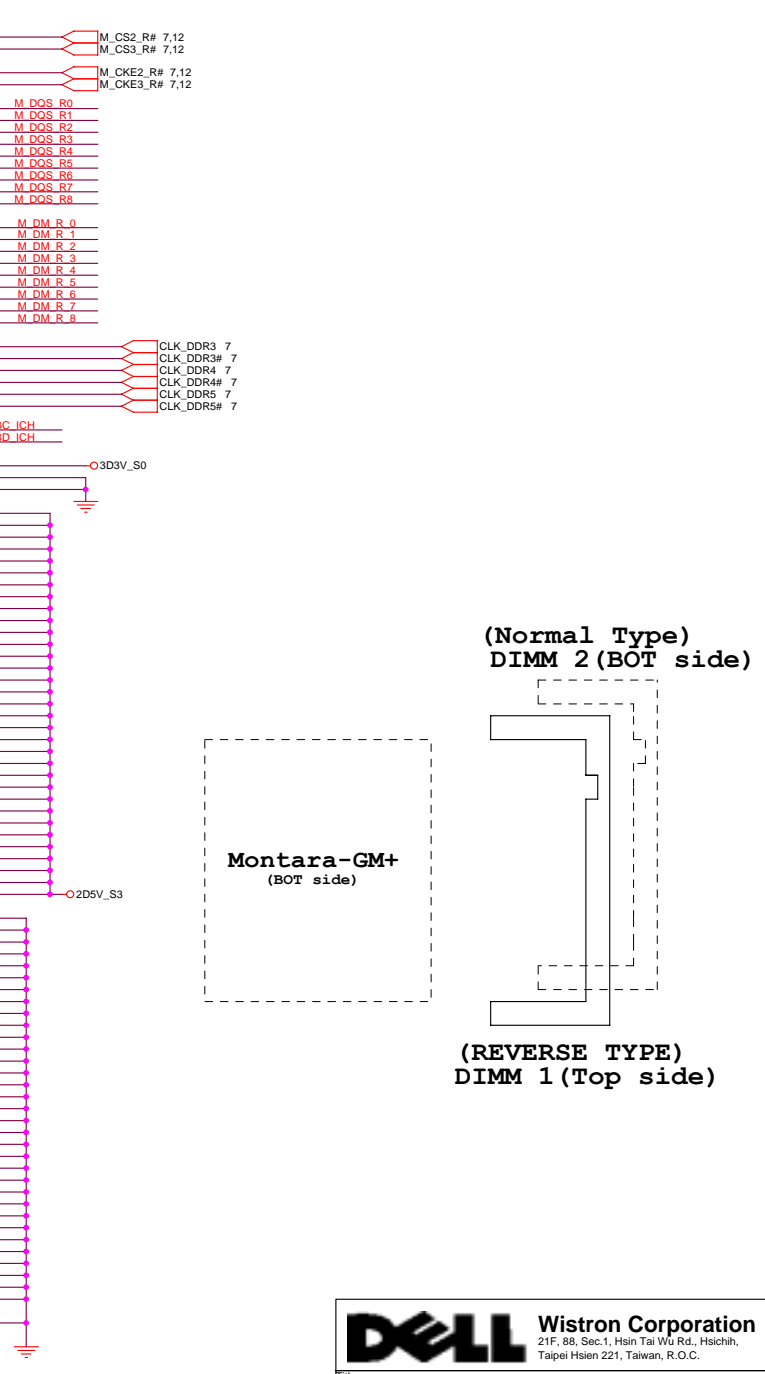 M_CS2_R# 7,12
M_CS3_R# 7,12
M_CKE2_R# 7,12
M_CKE3_R# 7,12
M_DQS_R0
M_DQS_R1
M_DQS_R2
M_DQS_R3
M_DQS_R4
M_DQS_R5
M_DQS_R6
M_DQS_R7
M_DQS_R8
M_DM_R_0
M_DM_R_1
M_DM_R_2
M_DM_R_3
M_DM_R_4
M_DM_R_5
M_DM_R_6
M_DM_R_7
M_DM_R_8
CLK_DDR3 7
CLK_DDR3# 7
CLK_DDR4 7
CLK_DDR4# 7
CLK_DDR5 7
CLK_DDR5# 7
C_ICH
D_ICH
3D3V_S0
(Normal Type)
DIMM 2(BOT side)
Montara-GM+
(BOT side)
2D5V_S3
(REVERSE TYPE)
DIMM 1(Top side)
DELL
Wistron Corporation
21F, 88, Sec.1, Hsin Tai Wu Rd., Hsichih,
Taipei Hsien 221, Taiwan, R.O.C.